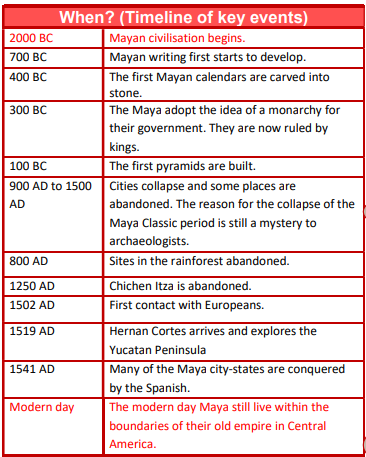 When? (Timeline of key events)
2000 BC Mayan civilisation begins.
700 BC Mayan writing first starts to develop.
400 BC The first Mayan calendars are carved into
stone.
300 BC The Maya adopt the idea of a monarchy for
their government. They are now ruled by
kings.
100 BC The first pyramids are built.
900 AD to 1500 Cities collapse and some places are
AD abandoned. The reason for the collapse of the
Maya Classic period is still a mystery to
archaeologists.
800 AD Sites in the rainforest abandoned.
1250 AD Chichen Itza is abandoned.
1502 AD First contact with Europeans.
1519 AD Hernan Cortes arrives and explores the
Yucatan Peninsula
1541 AD Many of the Maya city-states are conquered
by the Spanish.
Modern day The modern day Maya still live within the
boundaries of their old empire in Central
America.